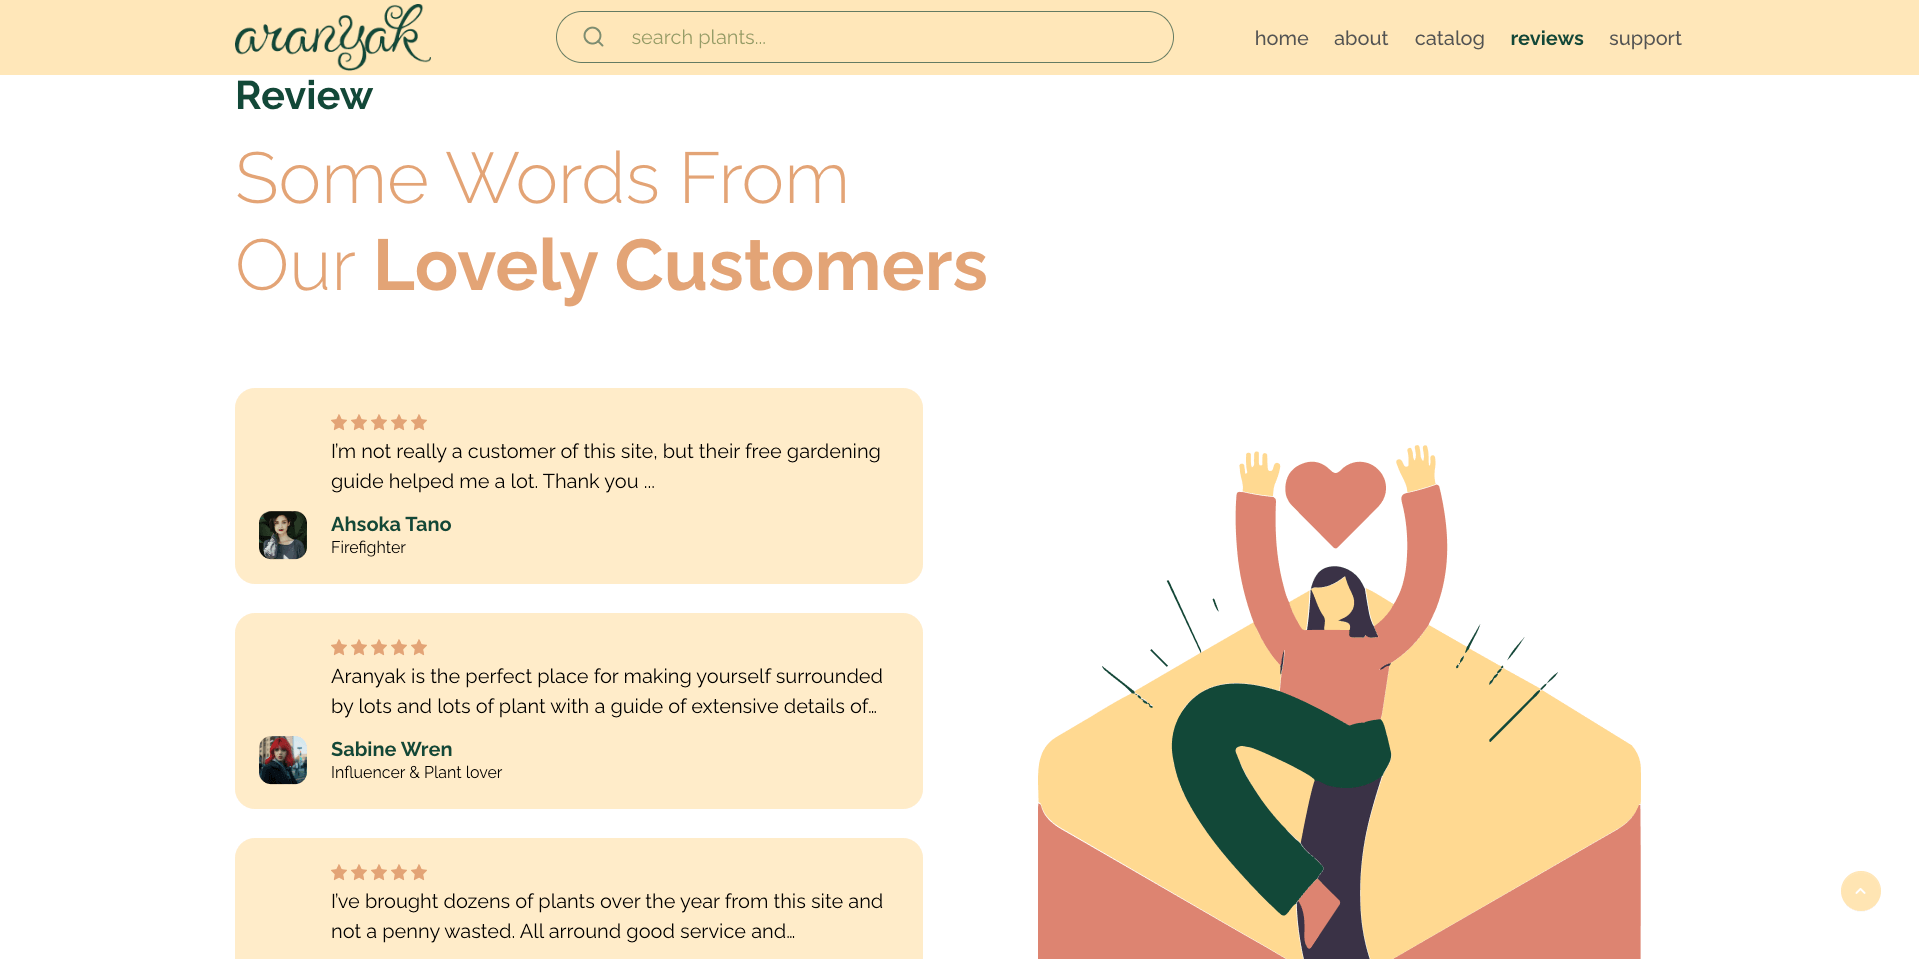 aranyak
search plants...
home about catalog reviews support
Review
Some Words From
Our Lovely Customers
I'm not really a customer of this site, but their free gardening
guide helped me a lot. Thank you ...
Ahsoka Tano
Firefighter
Aranyak is the perfect place for making yourself surrounded
by lots and lots of plant with a guide of extensive details of...
Sabine Wren
Influencer & Plant lover
I've brought dozens of plants over the year from this site and
not a penny wasted. All arround good service and...